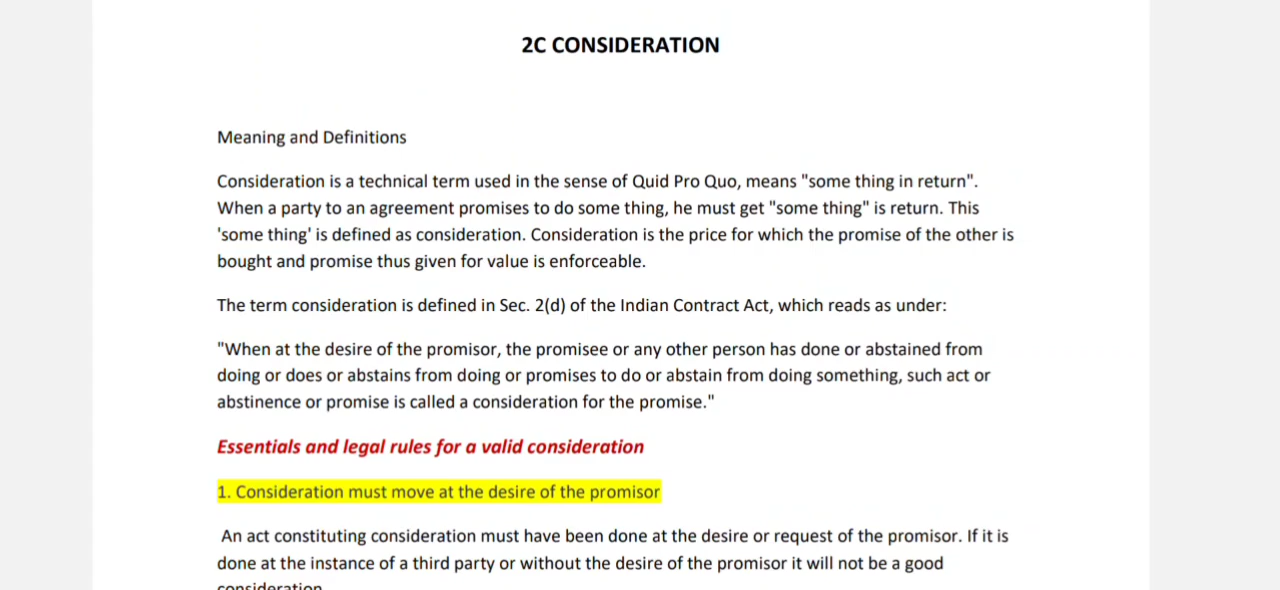 2C CONSIDERATION
Meaning and Definitions
Consideration is a technical term used in the sense of Quid Pro Quo, means "some thing in return".
When a party to an agreement promises to do some thing, he must get "some thing" is return. This
'some thing' is defined as consideration. Consideration is the price for which the promise of the other is
bought and promise thus given for value is enforceable.
The term consideration is defined in Sec. 2(d) of the Indian Contract Act, which reads as under:
"When at the desire of the promisor, the promisee or any other person has done or abstained from
doing or does or abstains from doing or promises to do or abstain from doing something, such act or
abstinence or promise is called a consideration for the promise."
Essentials and legal rules for a valid consideration
1. Consideration must move at the desire of the promisor
An act constituting consideration must have been done at the desire or request of the promisor. If it is
done at the instance of a third party or without the desire of the promisor it will not be a good
consideration